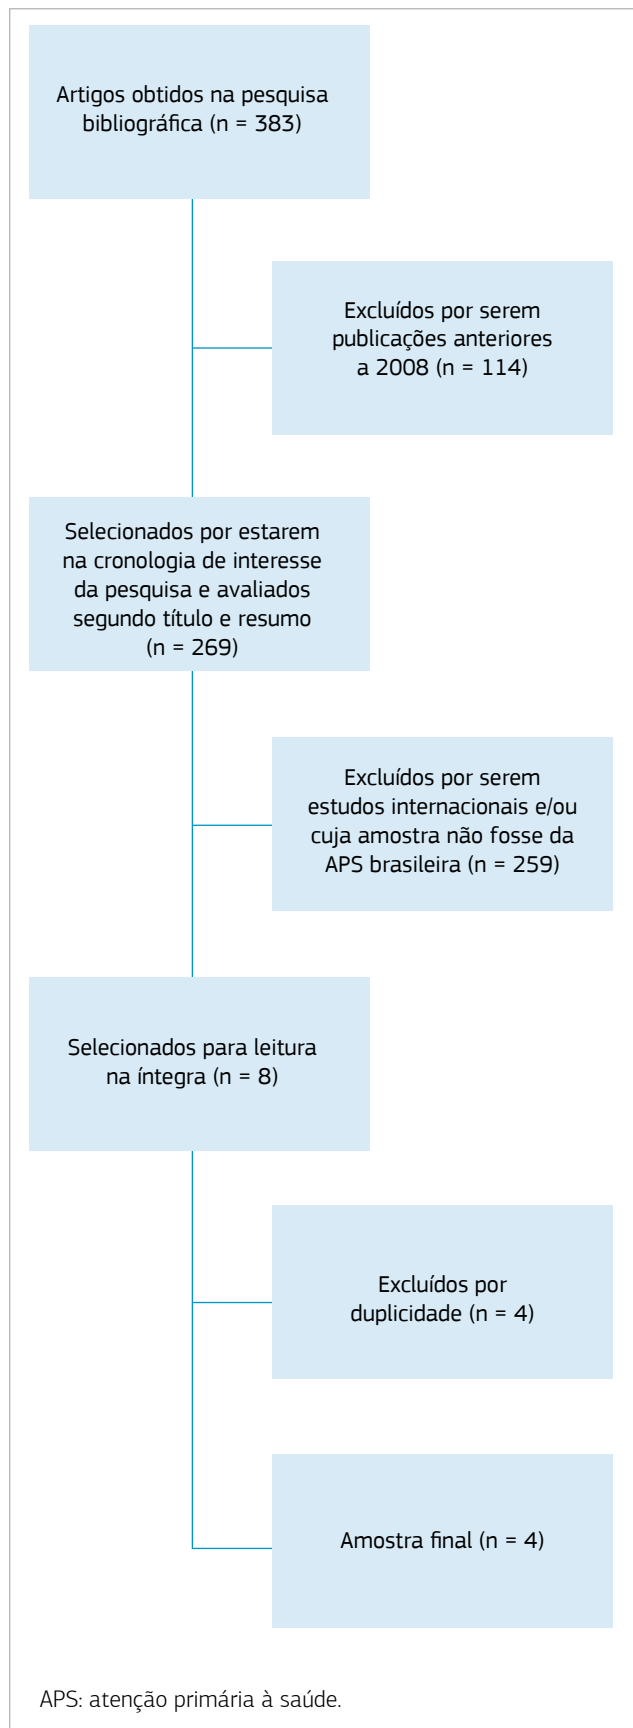 Artigos obtidos na pesquisa
bibliográfica (n = 383)
Excluídos por serem
publicações anteriores
a 2008 (n = 114)
Selecionados por estarem
na cronologia de interesse
da pesquisa e avaliados
segundo título e resumo
(n = 269)
Excluídos por serem
estudos internacionais e/ou
cuja amostra não fosse da
APS brasileira (n = 259)
Selecionados para leitura
na íntegra (n = 8)
Excluídos por
duplicidade (n = 4)
Amostra final (n = 4)
APS: atenção primária à saúde.